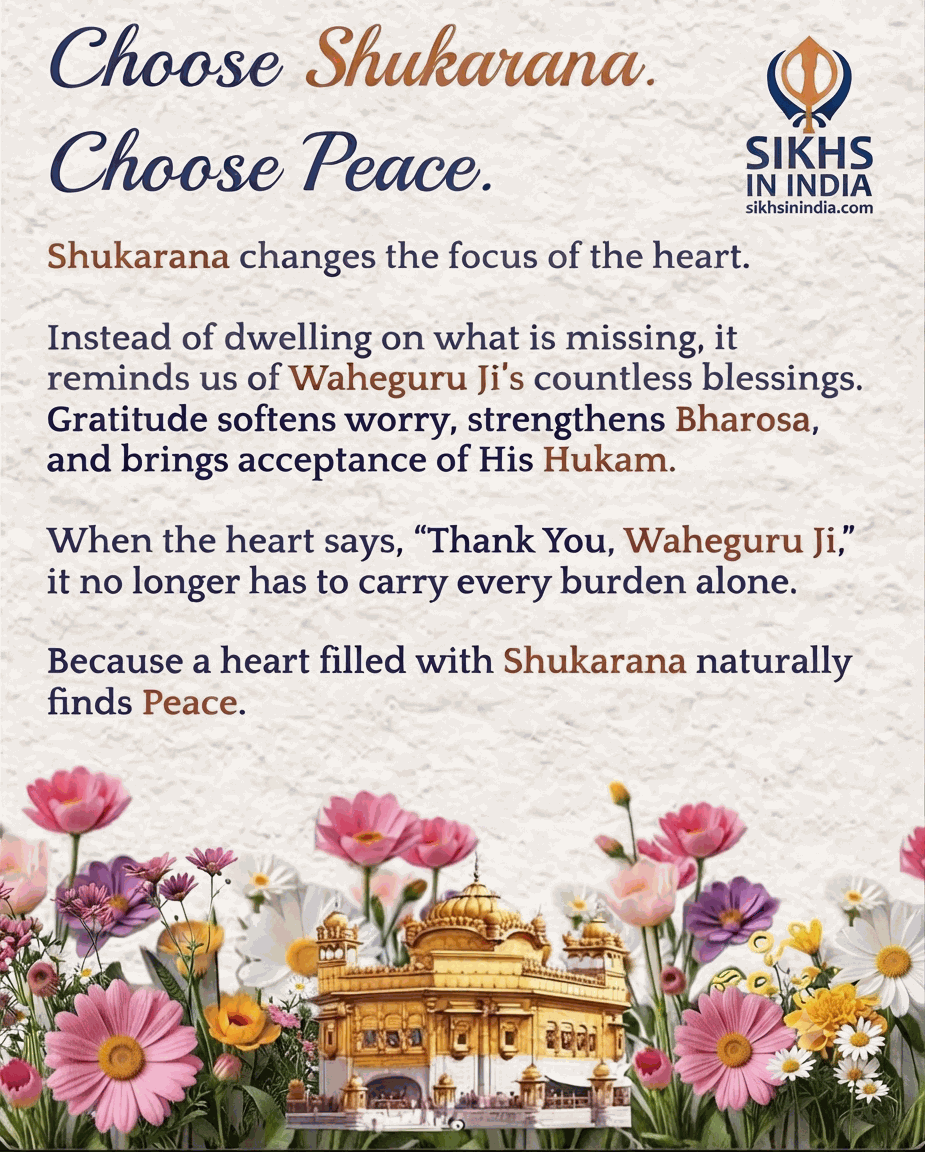 Choose Shukarana.
Choose Peace.
SIKHS
IN INDIA
sikhsinindia.com
Shukarana changes the focus of the heart.
Instead of dwelling on what is missing, it
reminds us of Waheguru Ji's countless blessings.
Gratitude softens worry, strengthens Bharosa,
and brings acceptance of His Hukam.
When the heart says, “Thank You, Waheguru Ji,”
it no longer has to carry every burden alone.
Because a heart filled with Shukarana naturally
finds Peace.